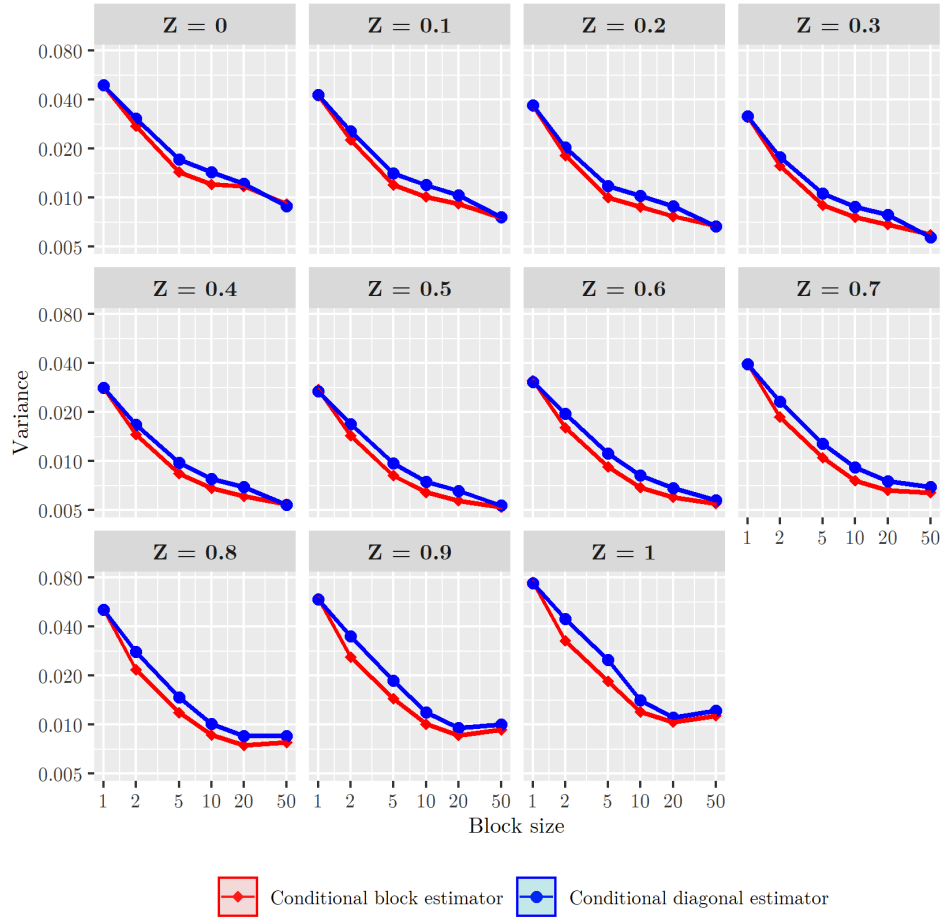 Z = 0 Z = 0.1 Z = 0.2 Z = 0.3
0.080
0.040
0.020
0.010
0.005
Z = 0.4 Z = 0.5 Z = 0.6 Z = 0.7
0.080
0.040
0.020
0.010
0.005
Variance
1 2 5 10 20 50
Z = 0.8 Z = 0.9 Z = 1
0.080
0.040
0.020
0.010
0.005
1 2 5 10 20 50 1 2 5 10 20 50 1 2 5 10 20 50
Block size
Conditional block estimator Conditional diagonal estimator